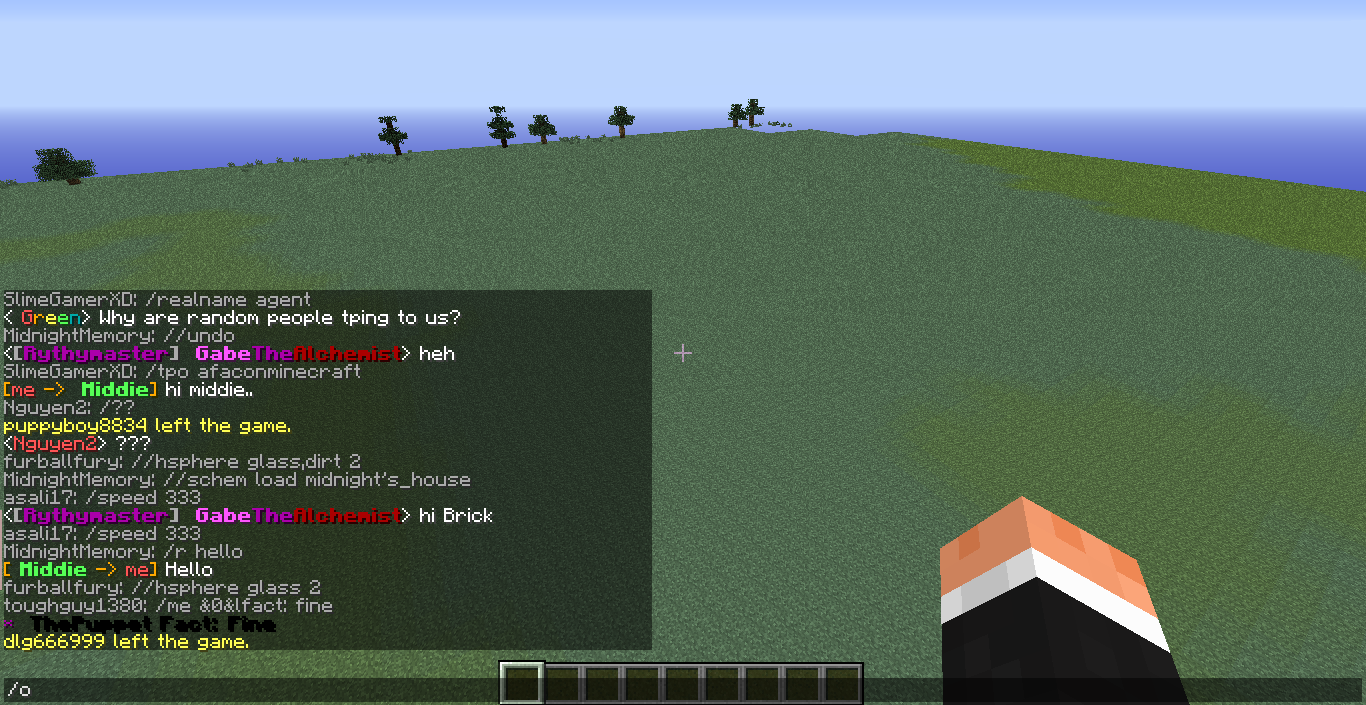 SlimeGamerXD: /realname agent
< Green> Why are random people tping to us?
MidnightMemory: //undo
<[Rythymaster] GabeTheAlchemist> heh
SlimeGamerXD: /tpo afaconminecraft
[me -> Middie] hi middie..
Nguyen2: /??
puppyboy8834 left the game.
<Nguyen2> ???
furballfury: //hsphere glass,dirt 2
MidnightMemory: //schem load midnight's_house
asali17: /speed 333
<[Rythymaster] GabeTheAlchemist> hi Brick
asali17: /speed 333
MidnightMemory: /r hello
[ Middie -> me] Hello
furballfury: //hsphere glass 2
toughguy1380: /me &0&lfact: fine
* ThePuppet Fact: Fine
dlg666999 left the game.
/o